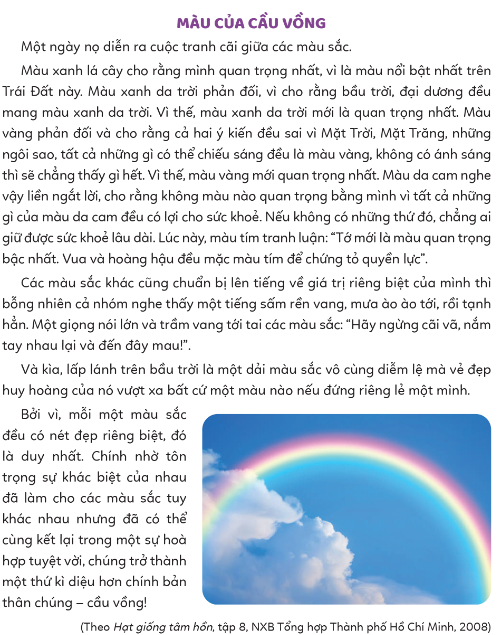 MÀU CỦA CẦU VỒNG
Một ngày nọ diễn ra cuộc tranh cãi giữa các màu sắc.
Màu xanh lá cây cho rằng mình quan trọng nhất, vì là màu nổi bật nhất trên
Trái Đất này. Màu xanh da trời phản đối, vì cho rằng bầu trời, đại dương đều
mang màu xanh da trời. Vì thế, màu xanh da trời mới là quan trọng nhất. Màu
vàng phản đối và cho rằng cả hai ý kiến đều sai vì Mặt Trời, Mặt Trăng, những
ngôi sao, tất cả những gì có thể chiếu sáng đều là màu vàng, không có ánh sáng
thì sẽ chẳng thấy gì hết. Vì thế, màu vàng mới quan trọng nhất. Màu da cam nghe
vậy liền ngắt lời, cho rằng không màu nào quan trọng bằng mình vì tất cả những
gì của màu da cam đều có lợi cho sức khoẻ. Nếu không có những thứ đó, chẳng ai
giữ được sức khoẻ lâu dài. Lúc này, màu tím tranh luận: “Tớ mới là màu quan trọng
bậc nhất. Vua và hoàng hậu đều mặc màu tím để chứng tỏ quyền lực”.
Các màu sắc khác cũng chuẩn bị lên tiếng về giá trị riêng biệt của mình thì
bỗng nhiên cả nhóm nghe thấy một tiếng sấm rền vang, mưa ào ào tới, rồi tạnh
hẳn. Một giọng nói lớn và trầm vang tới tai các màu sắc: “Hãy ngừng cãi vã, nắm
tay nhau lại và đến đây mau!”.
Và kìa, lấp lánh trên bầu trời là một dải màu sắc vô cùng diễm lệ mà vẻ đẹp
huy hoàng của nó vượt xa bất cứ một màu nào nếu đứng riêng lẻ một mình.
Bởi vì, mỗi một màu sắc
đều có nét đẹp riêng biệt, đó
là duy nhất. Chính nhờ tôn
trọng sự khác biệt của nhau
đã làm cho các màu sắc tuy
khác nhau nhưng đã có thể
cùng kết lại trong một sự hoà
hợp tuyệt vời, chúng trở thành
một thứ kì diệu hơn chính bản
thân chúng – cầu vồng!
(Theo Hạt giống tâm hồn, tập 8, NXB Tổng hợp Thành phố Hồ Chí Minh, 2008)